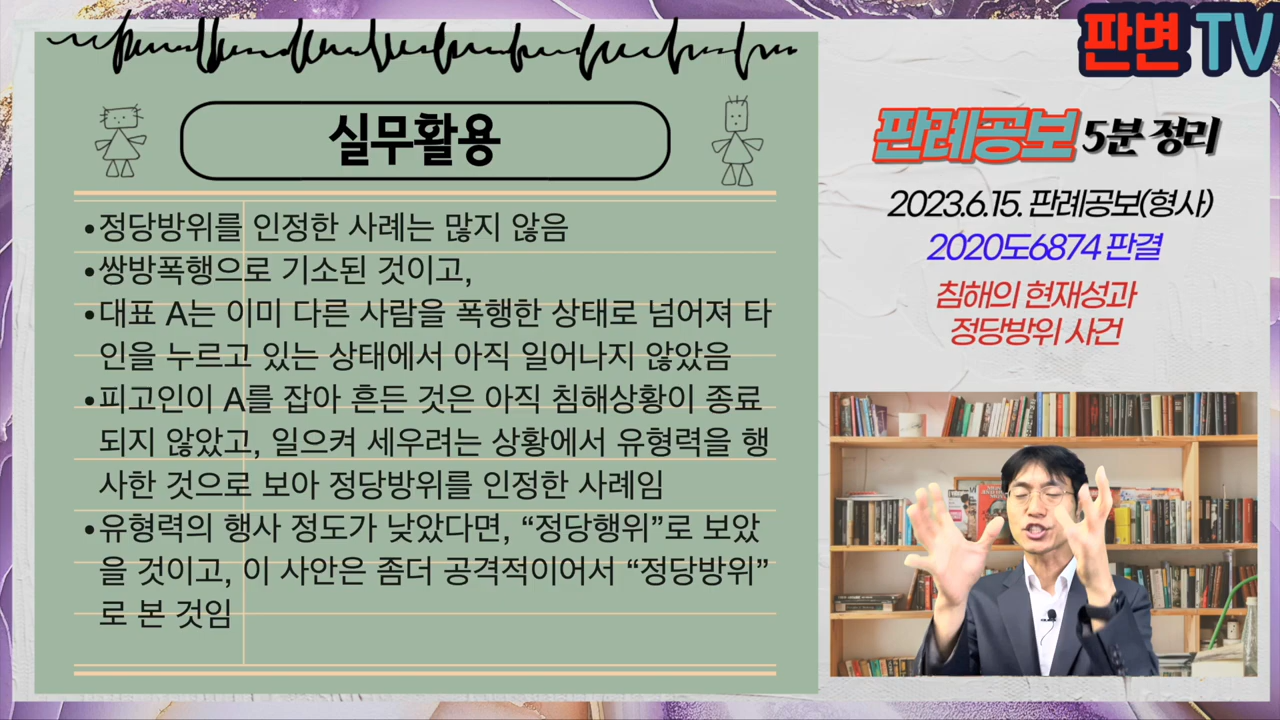 판변 TV
실무활용
•정당방위를 인정한 사례는 많지 않음
•쌍방폭행으로 기소된 것이고,
•대표 A는 이미 다른 사람을 폭행한 상태로 넘어져 타
인을 누르고 있는 상태에서 아직 일어나지 않았음
•피고인이 A를 잡아 흔든 것은 아직 침해상황이 종료
되지 않았고, 일으켜 세우려는 상황에서 유형력을 행
사한 것으로 보아 정당방위를 인정한 사례임
•유형력의 행사 정도가 낮았다면, “정당행위”로 보았
을 것이고, 이 사안은 좀더 공격적이어서 “정당방위”
로 본 것임
판례공보 5분 정리
2023.6.15. 판례공보(형사)
2020도6874 판결
침해의 현재성과
정당방위 사건